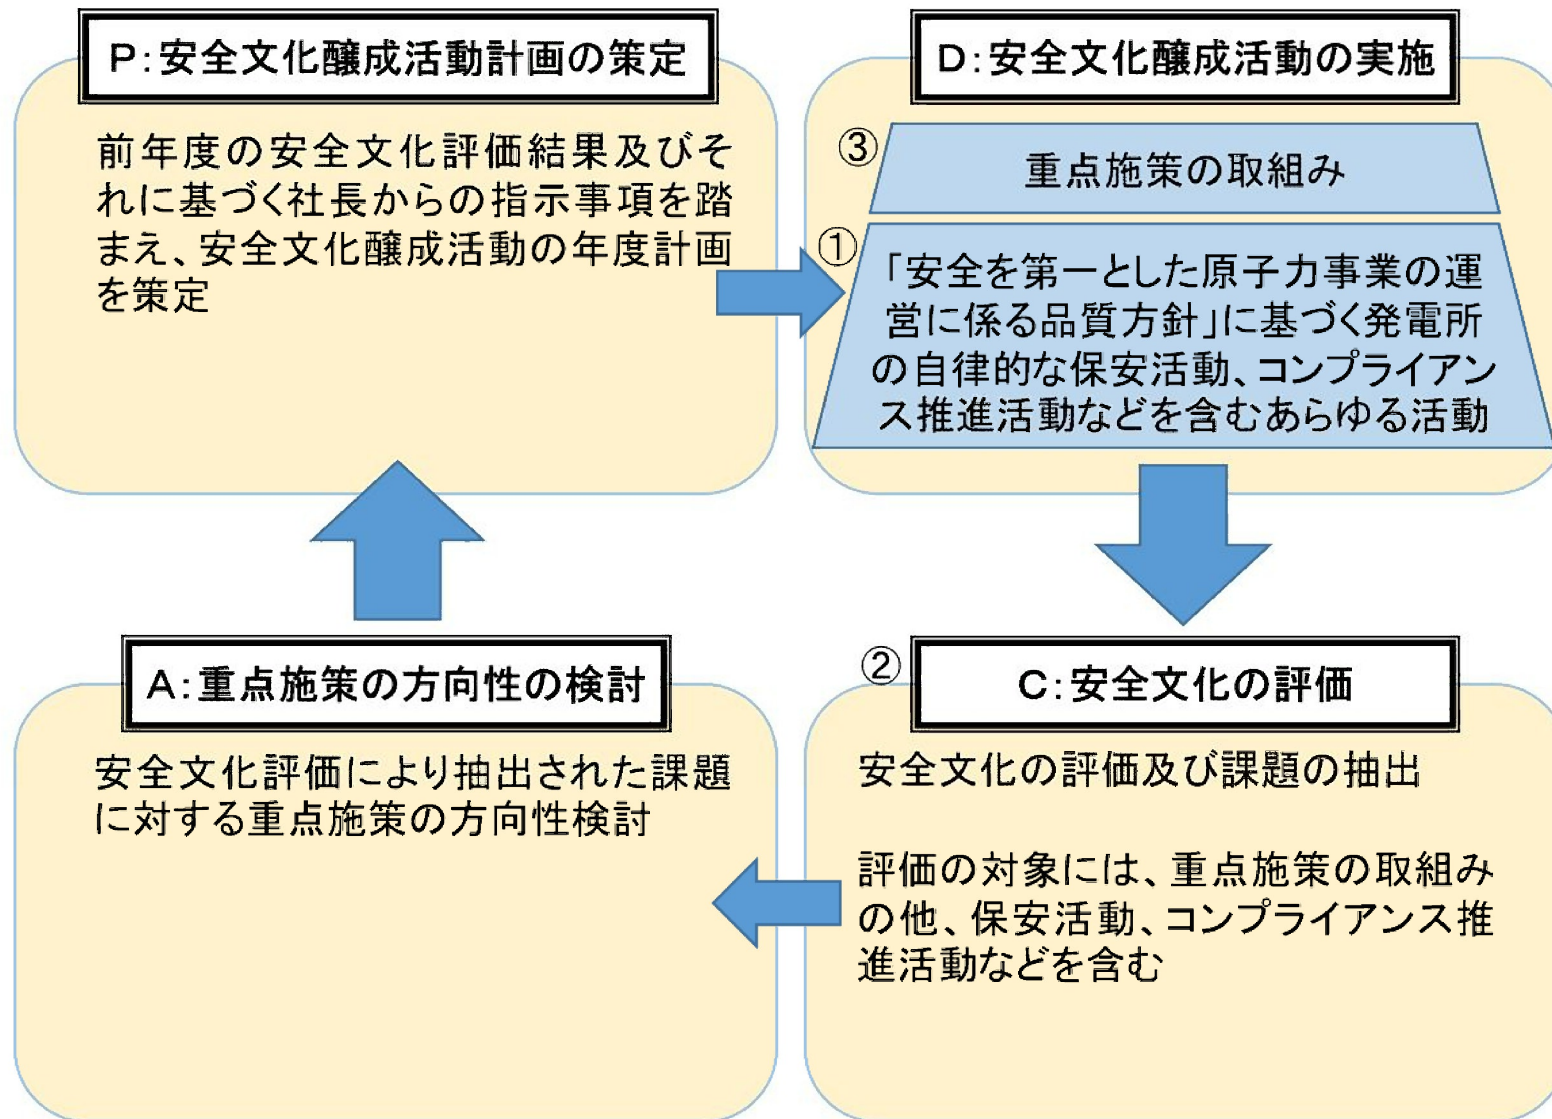 P:安全文化醸成活動計画の策定
前年度の安全文化評価結果及びそ
れに基づく社長からの指示事項を踏
まえ、安全文化醸成活動の年度計画
を策定
D:安全文化醸成活動の実施
③
重点施策の取組み
①
「安全を第一とした原子力事業の運
営に係る品質方針」に基づく発電所
の自律的な保安活動、コンプライアン
ス推進活動などを含むあらゆる活動
②
C:安全文化の評価
安全文化の評価及び課題の抽出
評価の対象には、重点施策の取組み
の他、保安活動、コンプライアンス推
進活動などを含む
A:重点施策の方向性の検討
安全文化評価により抽出された課題
に対する重点施策の方向性検討